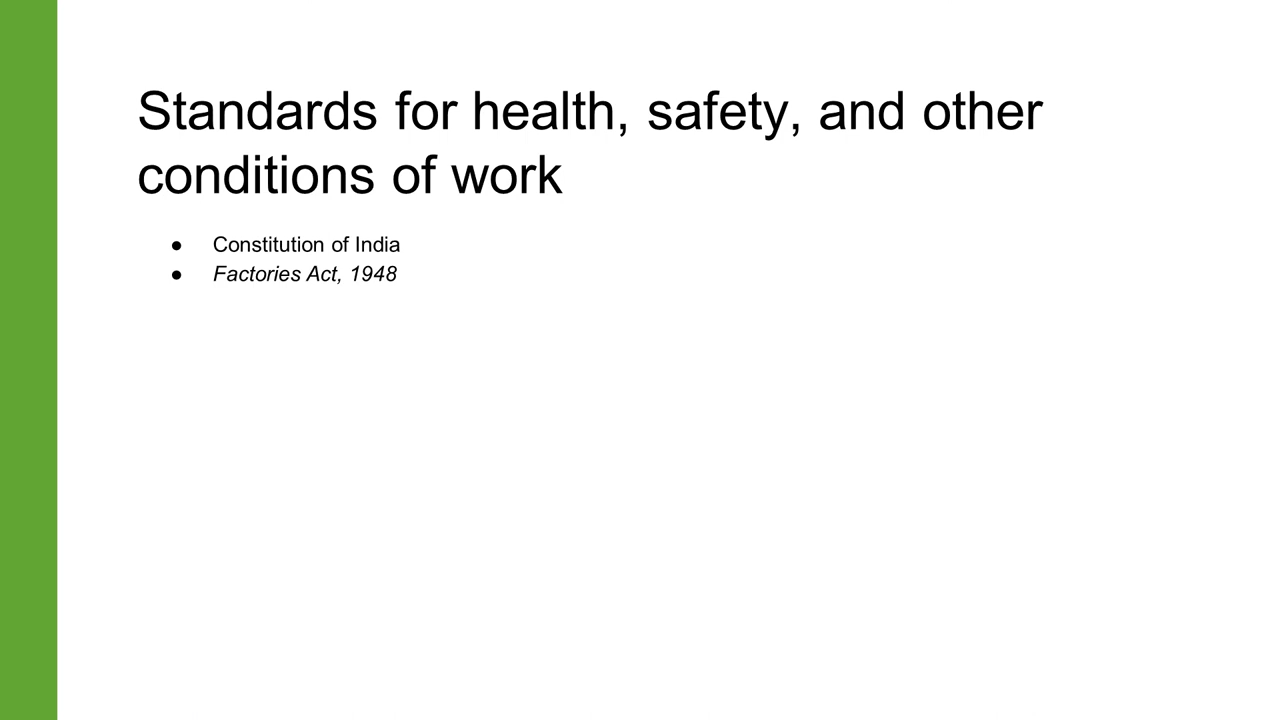 Standards for health, safety, and other
conditions of work
● Constitution of India
● Factories Act, 1948